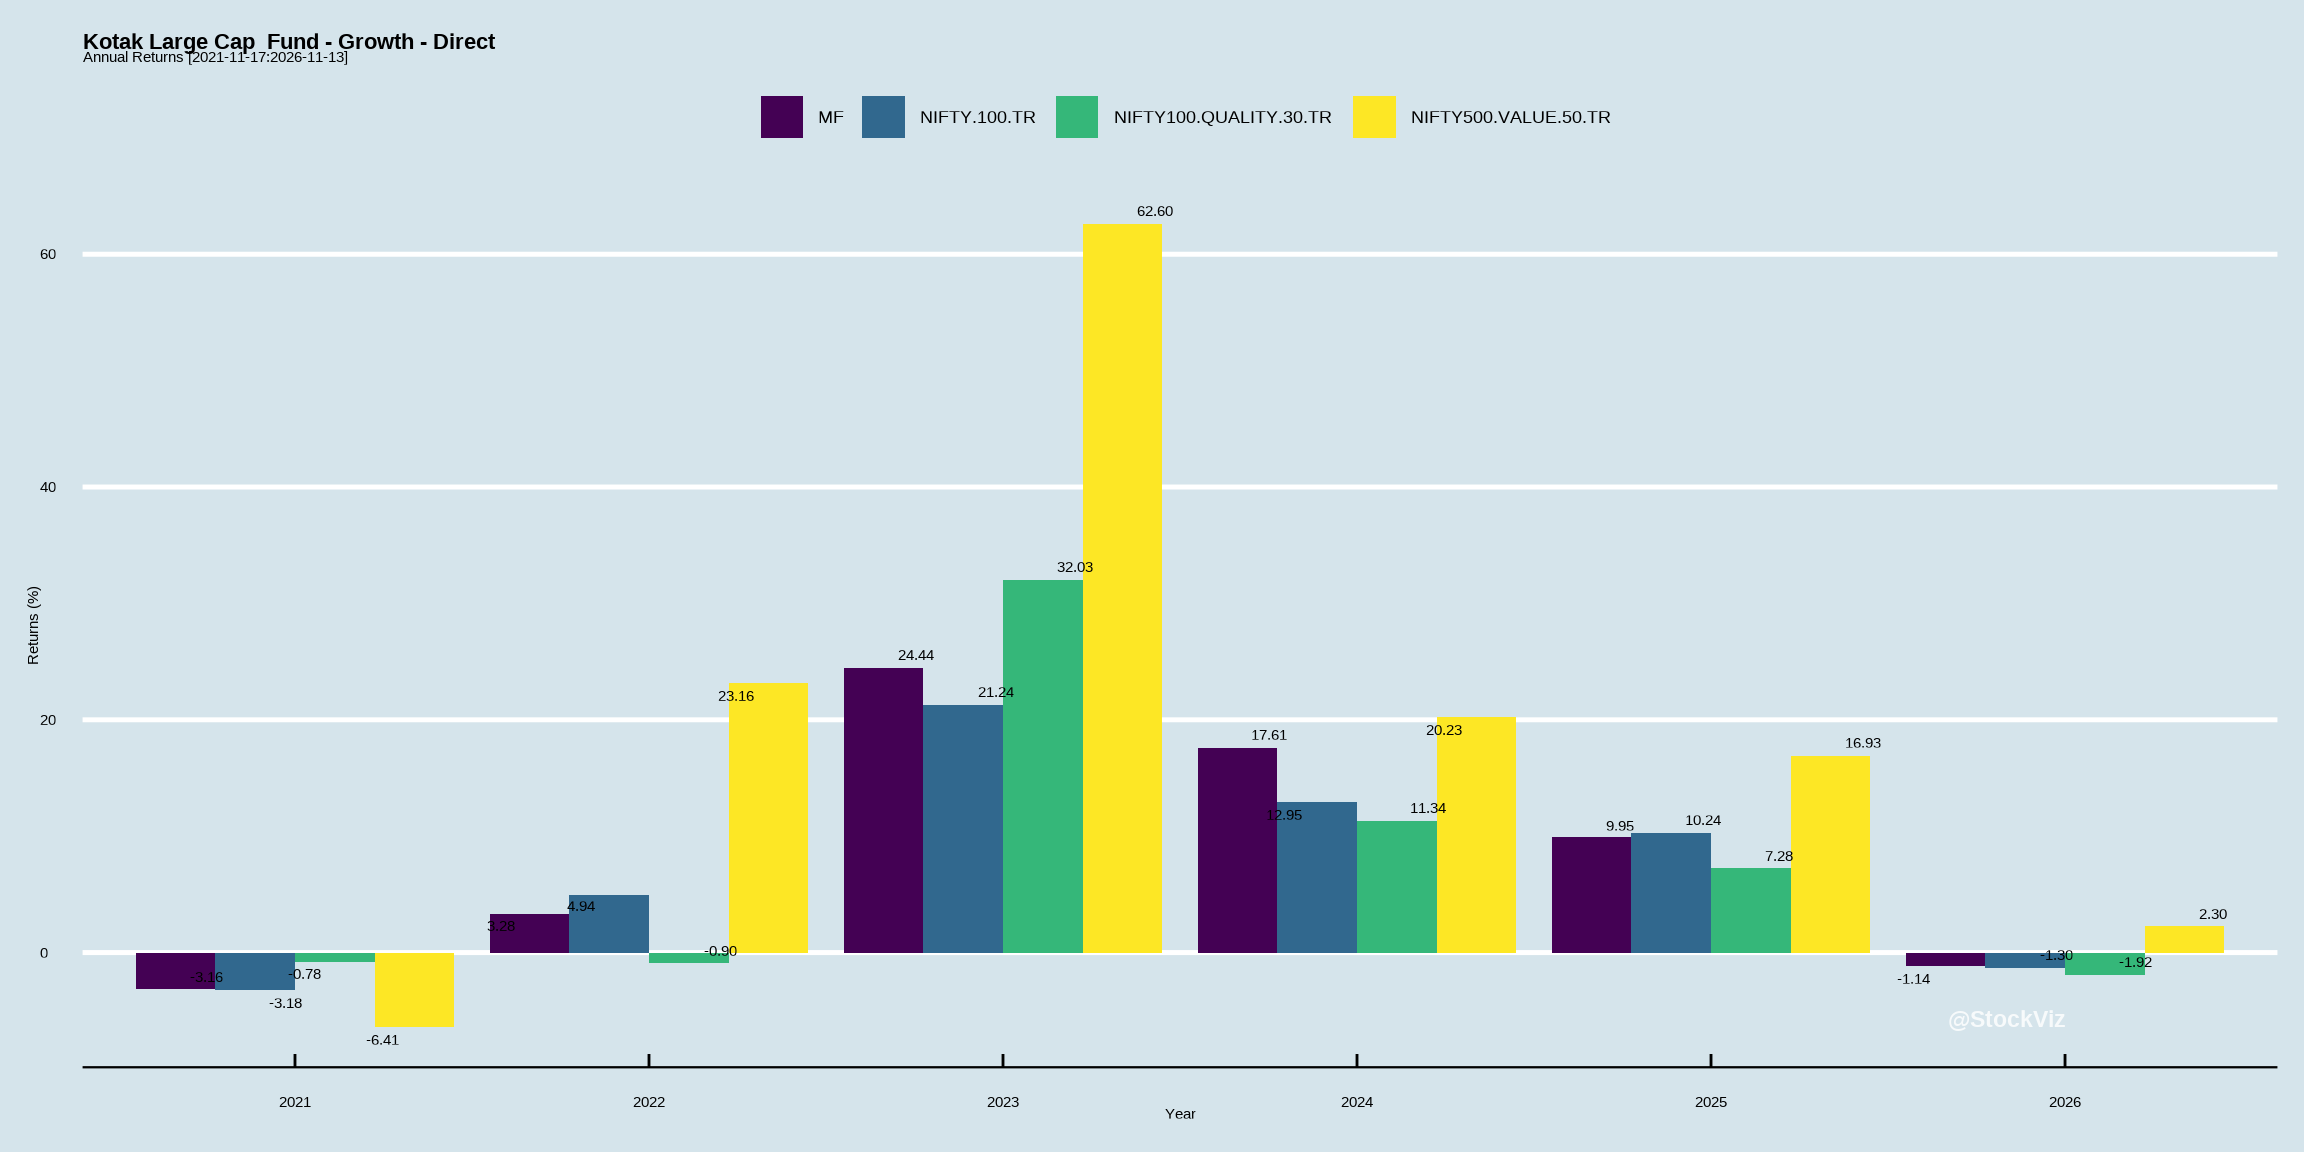 Kotak Large Cap  Fund - Growth - Direct
Annual Returns [2021-11-17:2026-11-13]
MF NIFTY.100.TR NIFTY100.QUALITY.30.TR NIFTY500.VALUE.50.TR
62.60
60
40
32.03
Returns (%)
24.44
23.16 21.24
20
17.61 20.23 16.93
12.95 11.34 9.95 10.24
7.28
3.28 4.94 2.30
0
-0.90 -1.30 -1.92
-3.16 -0.78 -1.14
-3.18
-6.41
@StockViz
2021 2022 2023 2024 2025 2026
Year